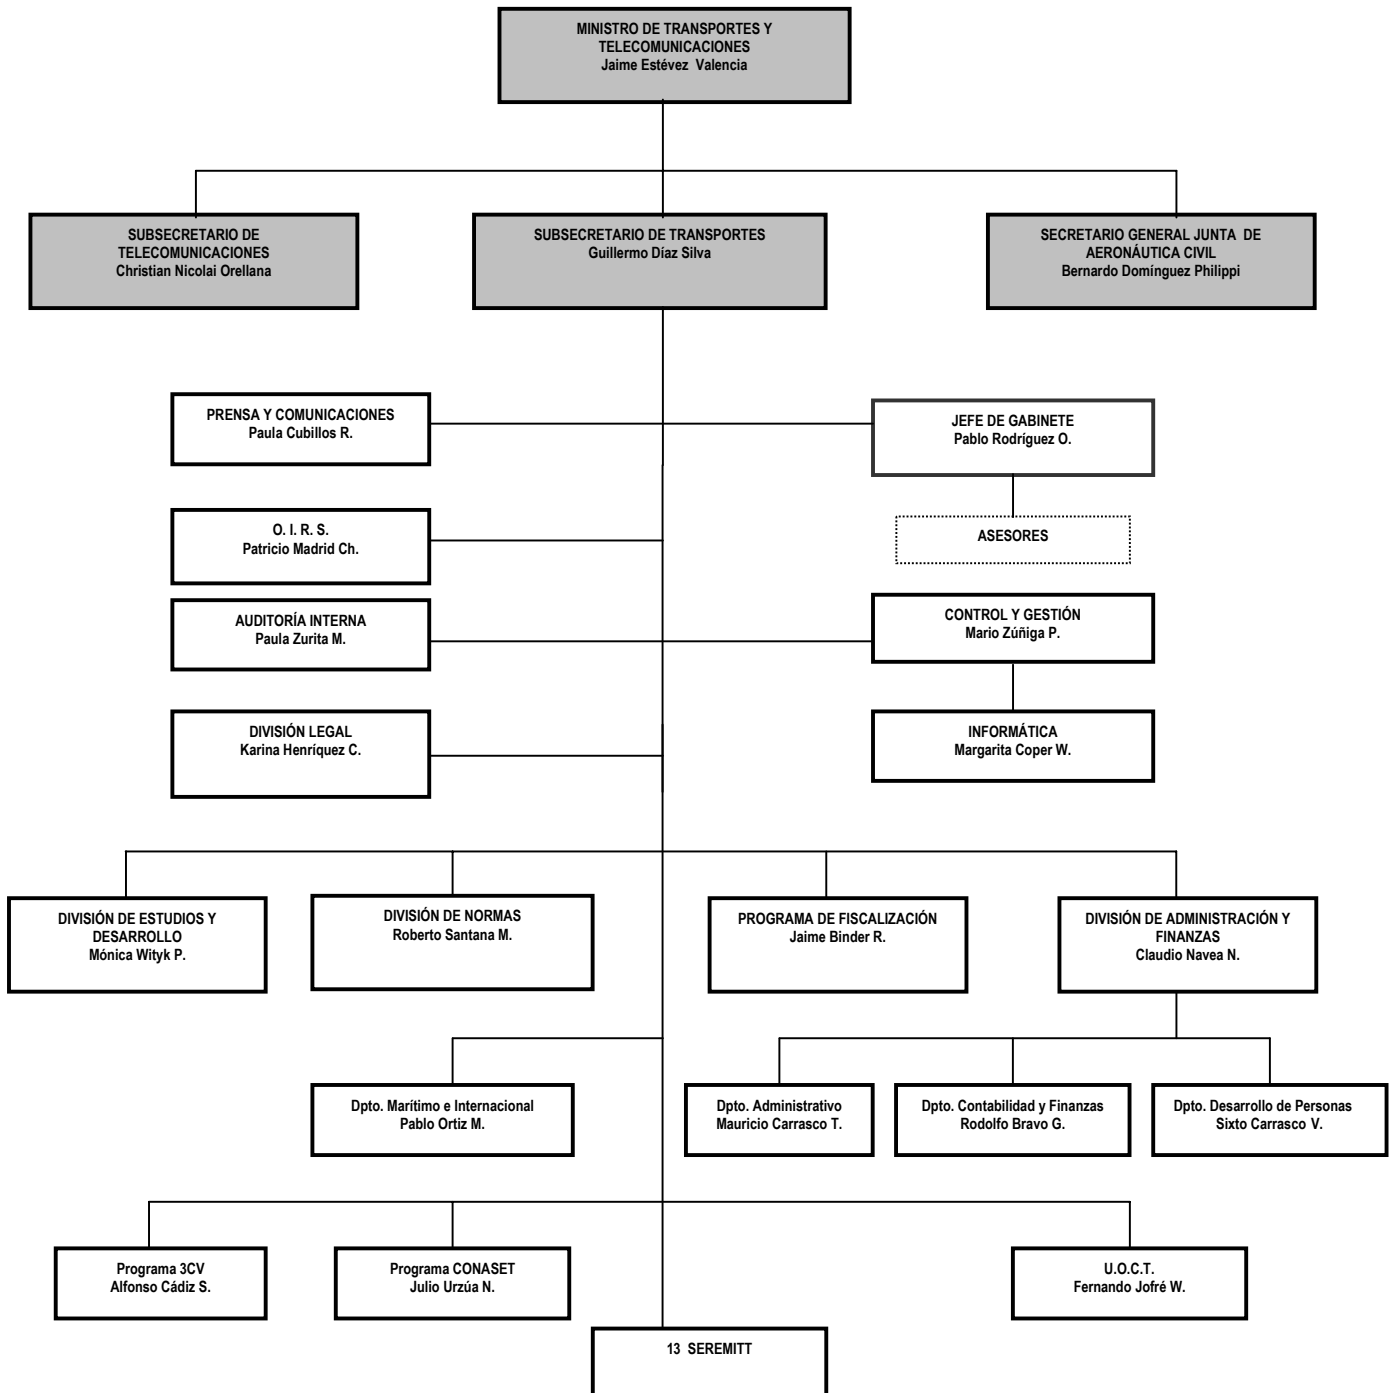 MINISTRO DE TRANSPORTES Y
TELECOMUNICACIONES
Jaime Estévez Valencia
SUBSECRETARIO DE
TELECOMUNICACIONES
Christian Nicolai Orellana
SUBSECRETARIO DE TRANSPORTES
Guillermo Díaz Silva
SECRETARIO GENERAL JUNTA DE
AERONÁUTICA CIVIL
Bernardo Domínguez Philippi
PRENSA Y COMUNICACIONES
Paula Cubillos R.
JEFE DE GABINETE
Pablo Rodríguez O.
O. I. R. S.
Patricio Madrid Ch.
ASESORES
AUDITORÍA INTERNA
Paula Zurita M.
CONTROL Y GESTIÓN
Mario Zúñiga P.
DIVISIÓN LEGAL
Karina Henríquez C.
INFORMÁTICA
Margarita Coper W.
DIVISIÓN DE ESTUDIOS Y
DESARROLLO
Mónica Wityk P.
DIVISIÓN DE NORMAS
Roberto Santana M.
PROGRAMA DE FISCALIZACIÓN
Jaime Binder R.
DIVISIÓN DE ADMINISTRACIÓN Y
FINANZAS
Claudio Navea N.
Dpto. Marítimo e Internacional
Pablo Ortiz M.
Dpto. Administrativo
Mauricio Carrasco T.
Dpto. Contabilidad y Finanzas
Rodolfo Bravo G.
Dpto. Desarrollo de Personas
Sixto Carrasco V.
Programa 3CV
Alfonso Cádiz S.
Programa CONASET
Julio Urzúa N.
U.O.C.T.
Fernando Jofré W.
13 SEREMITT